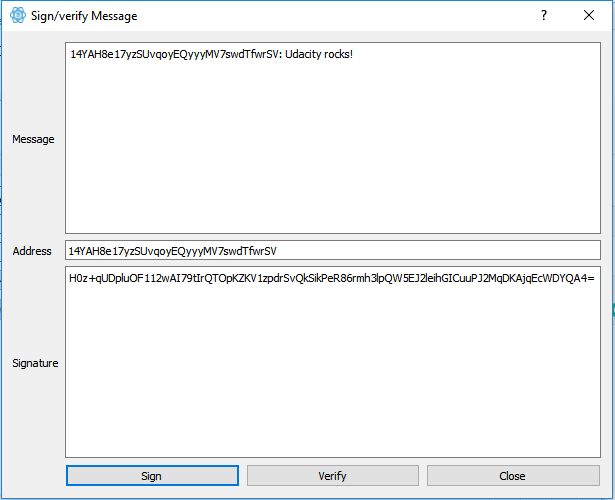 Sign/verify Message
?
Message
14YAH8e17yzSUvqoyEQyyyMV7swdTfwrSV: Udacity rocks!
Address
14YAH8e17yzSUvqoyEQyyyMV7swdTfwrSV
Signature
H0z+qUDpluOF112wAI79tIrQTOpKZKV1zpdrSvQkSikPeR86rmh3lpQW5EJ2leihGICuuPJ2MqDKAjqEcWDYQA4=
Sign
Verify
Close